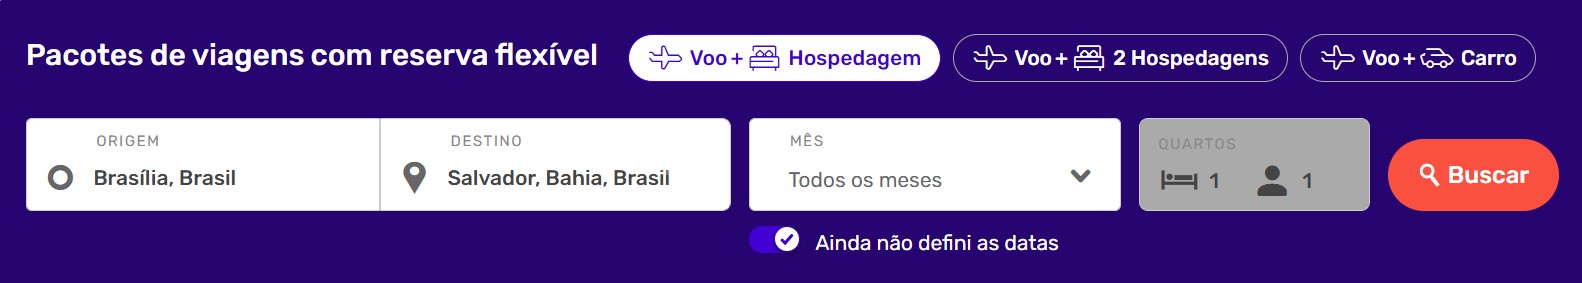 Pacotes de viagens com reserva flexível
Voo + Hospedagem
Voo + 2 Hospedagens
Voo + Carro
ORIGEM
Brasília, Brasil
DESTINO
Salvador, Bahia, Brasil
MÊS
Todos os meses
QUARTOS
1 1
Buscar
Ainda não defini as datas